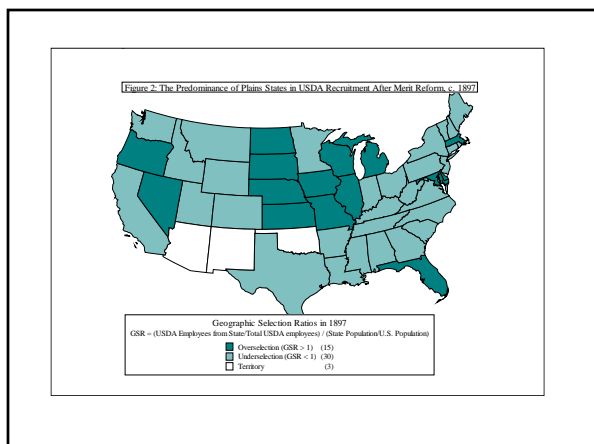 Figure 2: The Predominance of Plains States in USDA Recruitment After Merit Reform, c. 1897
Geographic Selection Ratios in 1897
GSR = (USDA Employees from State/Total USDA employees) / (State Population/U.S. Population)
Overselection (GSR > 1) (15)
Underselection (GSR < 1) (30)
Territory (3)